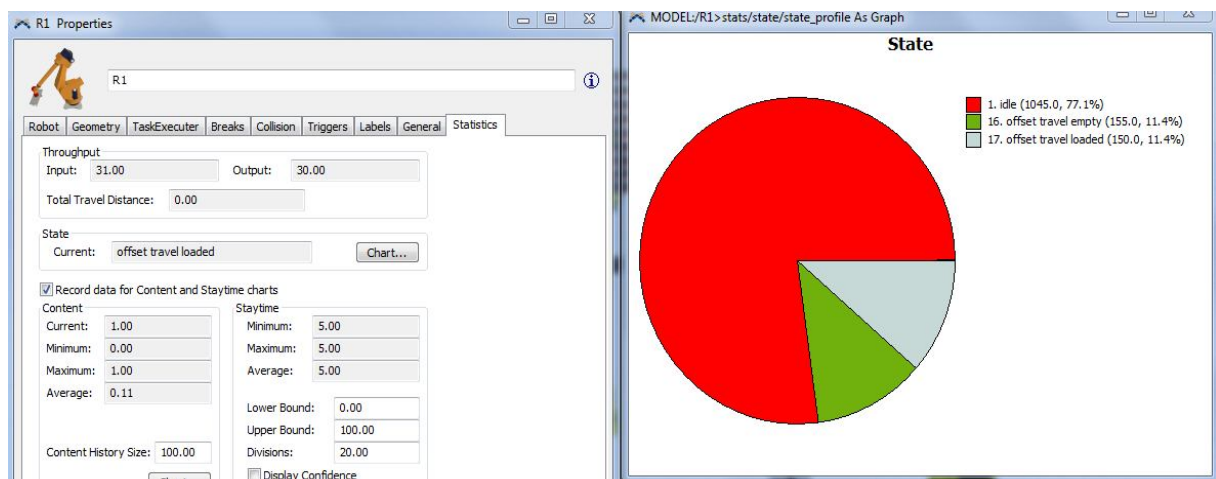 R1 Properties
R1
Robot Geometry TaskExecuter Breaks Collision Triggers Labels General Statistics
Throughput
Input: 31.00 Output: 30.00
Total Travel Distance: 0.00
State
Current: offset travel loaded Chart...
Record data for Content and Staytime charts
Content Staytime
Current: 1.00 Minimum: 5.00
Minimum: 0.00 Maximum: 5.00
Maximum: 1.00 Average: 5.00
Average: 0.11
Lower Bound: 0.00
Upper Bound: 100.00
Content History Size: 100.00 Divisions: 20.00
Display Confidence
MODEL:/R1>stats/state/state_profile As Graph
State
1. idle (1045.0, 77.1%)
16. offset travel empty (155.0, 11.4%)
17. offset travel loaded (150.0, 11.4%)